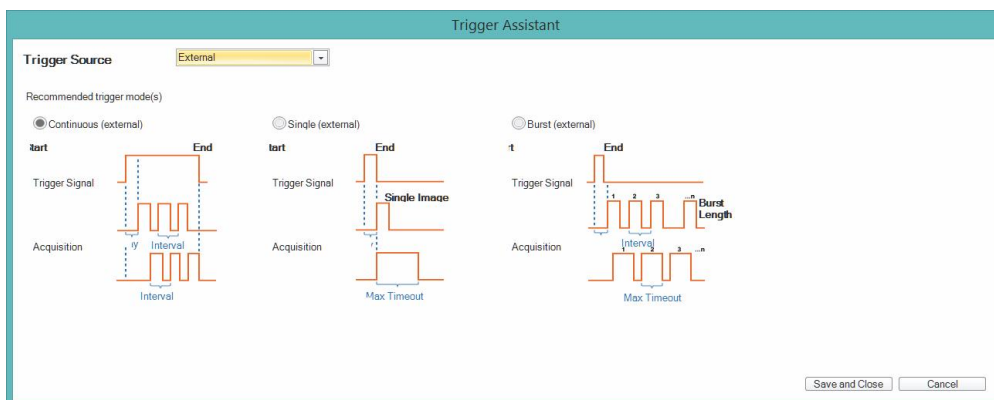 Trigger Assistant
Trigger Source External
Recommended trigger mode(s)
Continuous (external) Single (external) Burst (external)
tart End tart End t End
Trigger Signal Trigger Signal Trigger Signal
Single Image 1 2 3 ...n Burst
Length
Acquisition y Interval Acquisition Acquisition Interval
1 2 3 ...n
Interval Max Timeout Max Timeout
Save and Close Cancel